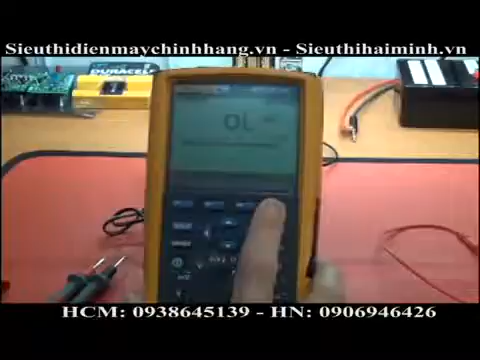 Sieuthidienmaychinhhang.vn - Sieuthihaiminh.vn
DURACELL
OL
HCM: 0938645139 - HN: 0906946426